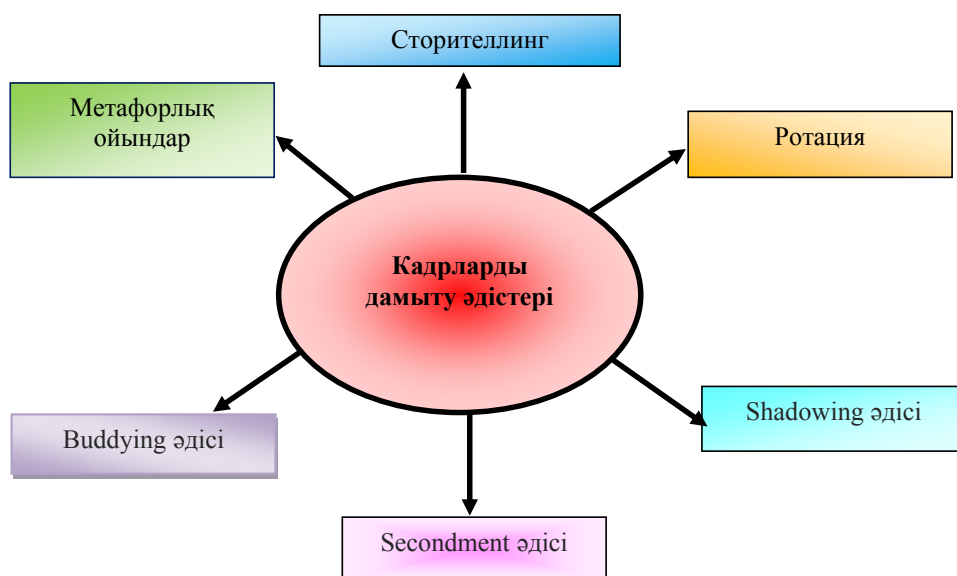 Сторителлинг
Метафорлық
ойындар
Ротация
Кадрларды
дамыту әдістері
Buddying әдісі
Shadowing әдісі
Secondment әдісі